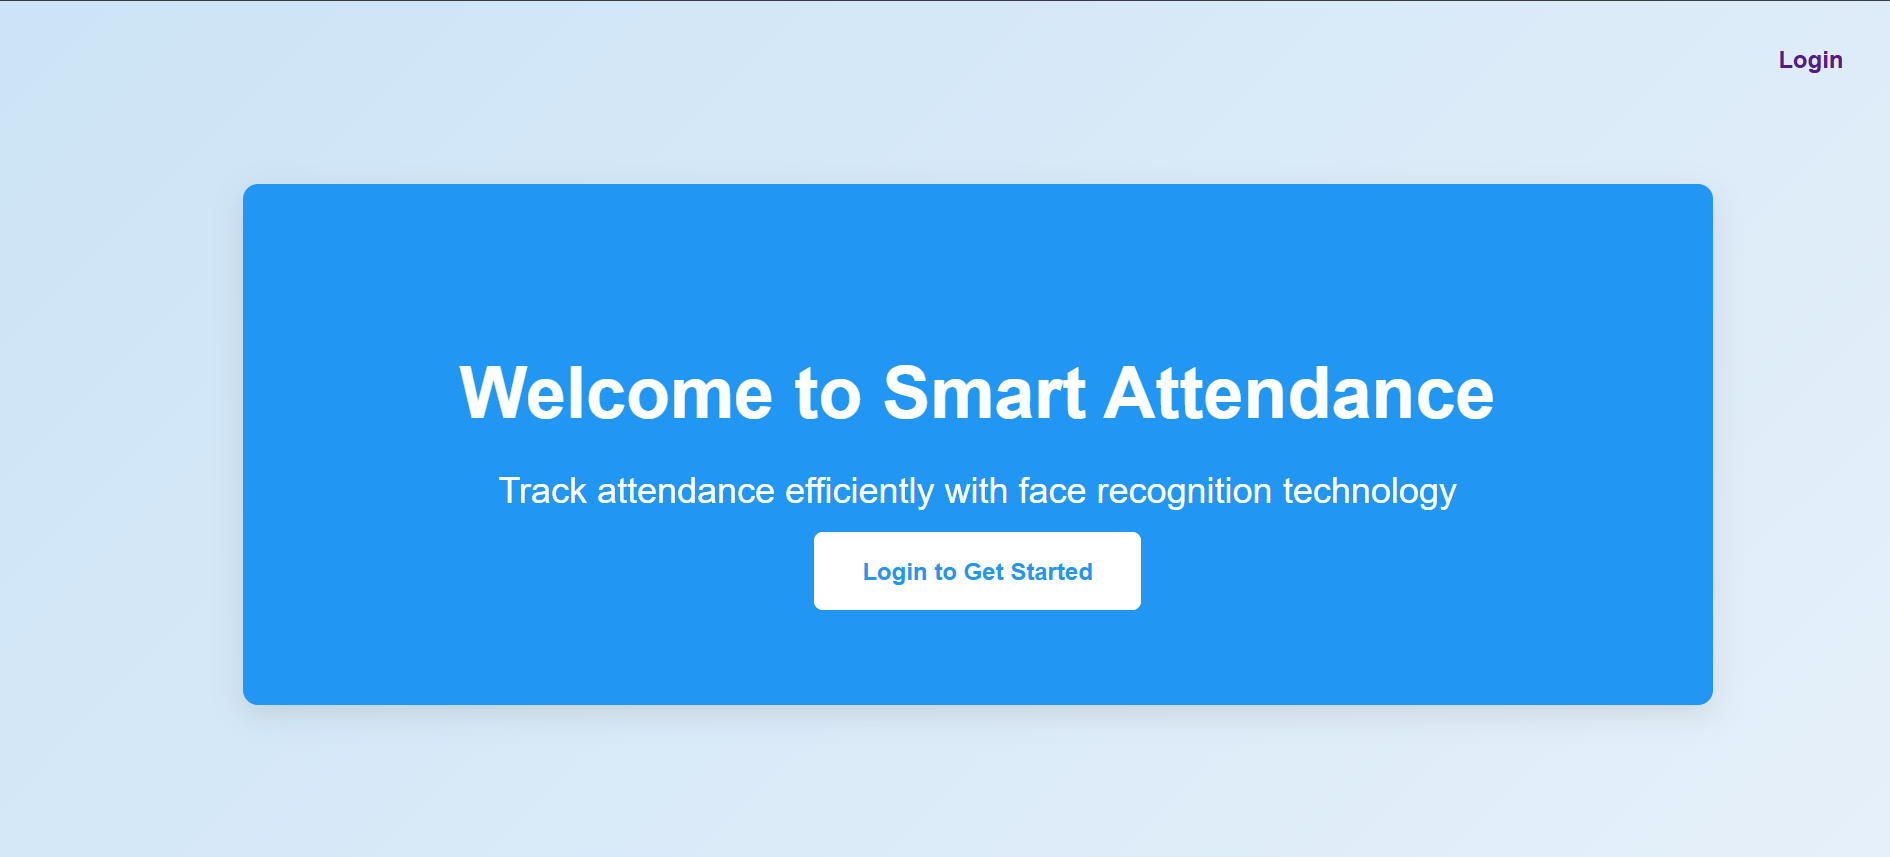 Login
Welcome to Smart Attendance
Track attendance efficiently with face recognition technology
Login to Get Started